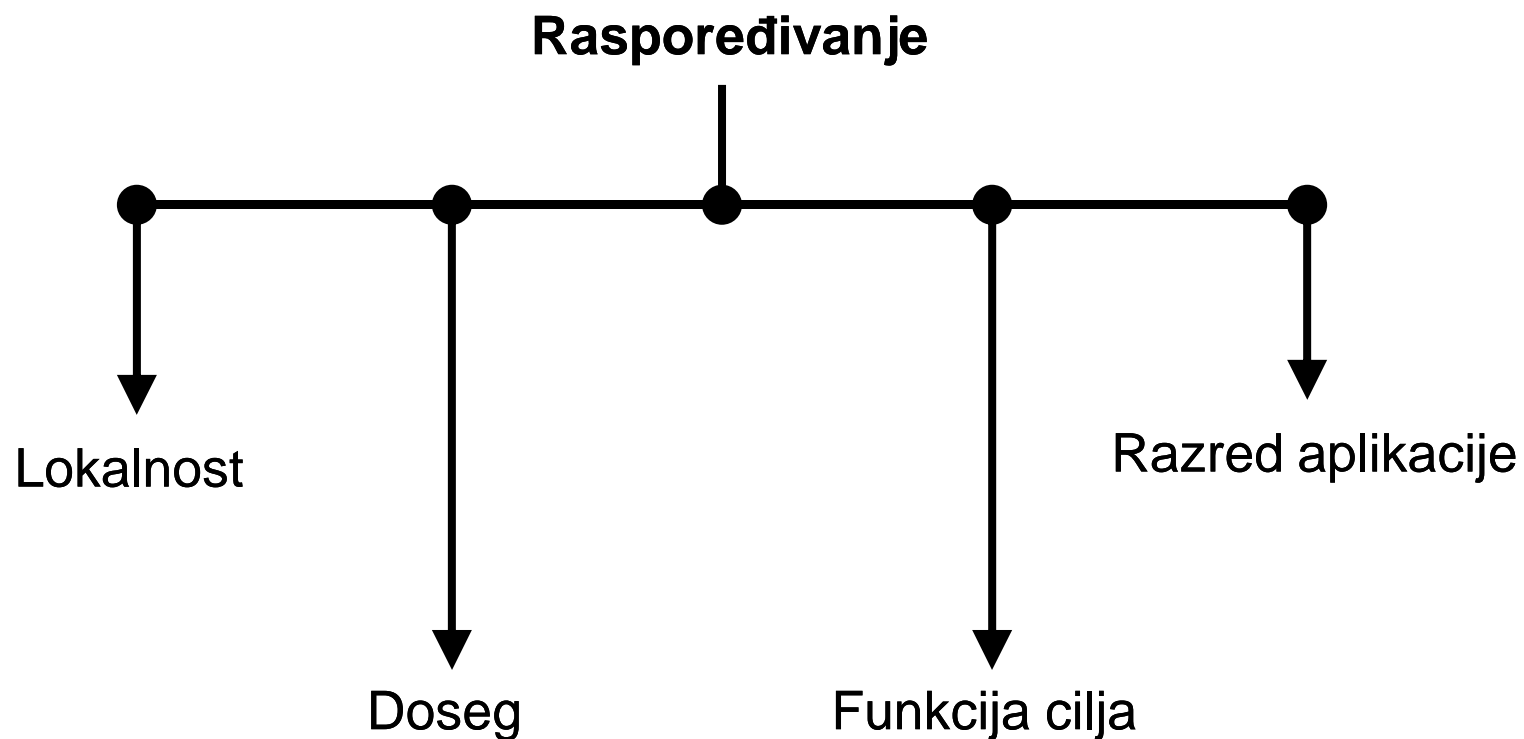 Raspoređivanje
Lokalnost
Razred aplikacije
Doseg
Funkcija cilja